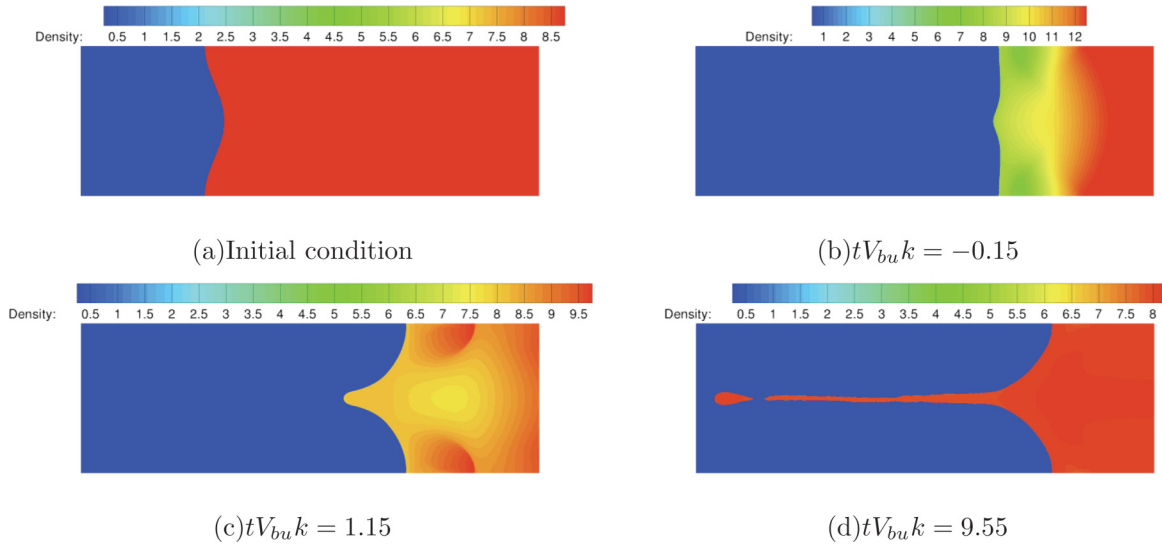 Density: 0.5 1 1.5 2 2.5 3 3.5 4 4.5 5 5.5 6 6.5 7 7.5 8 8.5
Density: 1 2 3 4 5 6 7 8 9 10 11 12
(a)Initial condition
(b)tV_{bu}k = −0.15
Density: 0.5 1 1.5 2 2.5 3 3.5 4 4.5 5 5.5 6 6.5 7 7.5 8 8.5 9 9.5
Density: 0.5 1 1.5 2 2.5 3 3.5 4 4.5 5 5.5 6 6.5 7 7.5 8
(c)tV_{bu}k = 1.15
(d)tV_{bu}k = 9.55